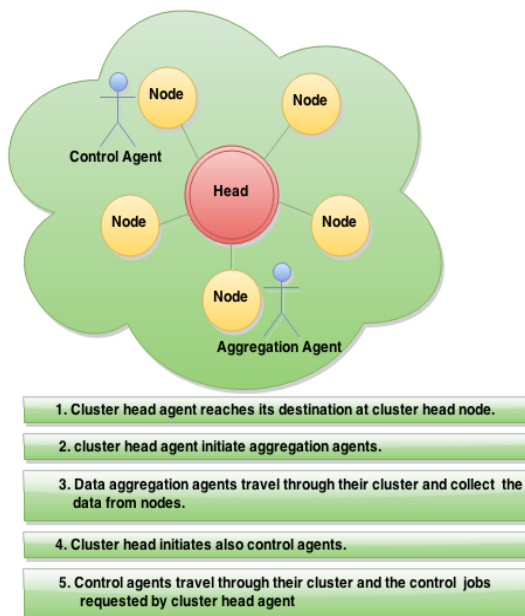 Node
Node
Control Agent
Head
Node
Node
Node
Aggregation Agent
1. Cluster head agent reaches its destination at cluster head node.
2. cluster head agent initiate aggregation agents.
3. Data aggregation agents travel through their cluster and collect the
data from nodes.
4. Cluster head initiates also control agents.
5. Control agents travel through their cluster and the control jobs
requested by cluster head agent